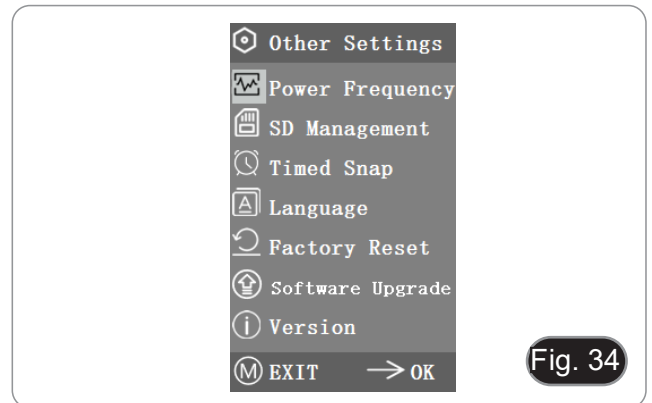 Other Settings
Power Frequency
SD Management
Timed Snap
A Language
Factory Reset
Software Upgrade
i Version
M EXIT → OK
Fig. 34